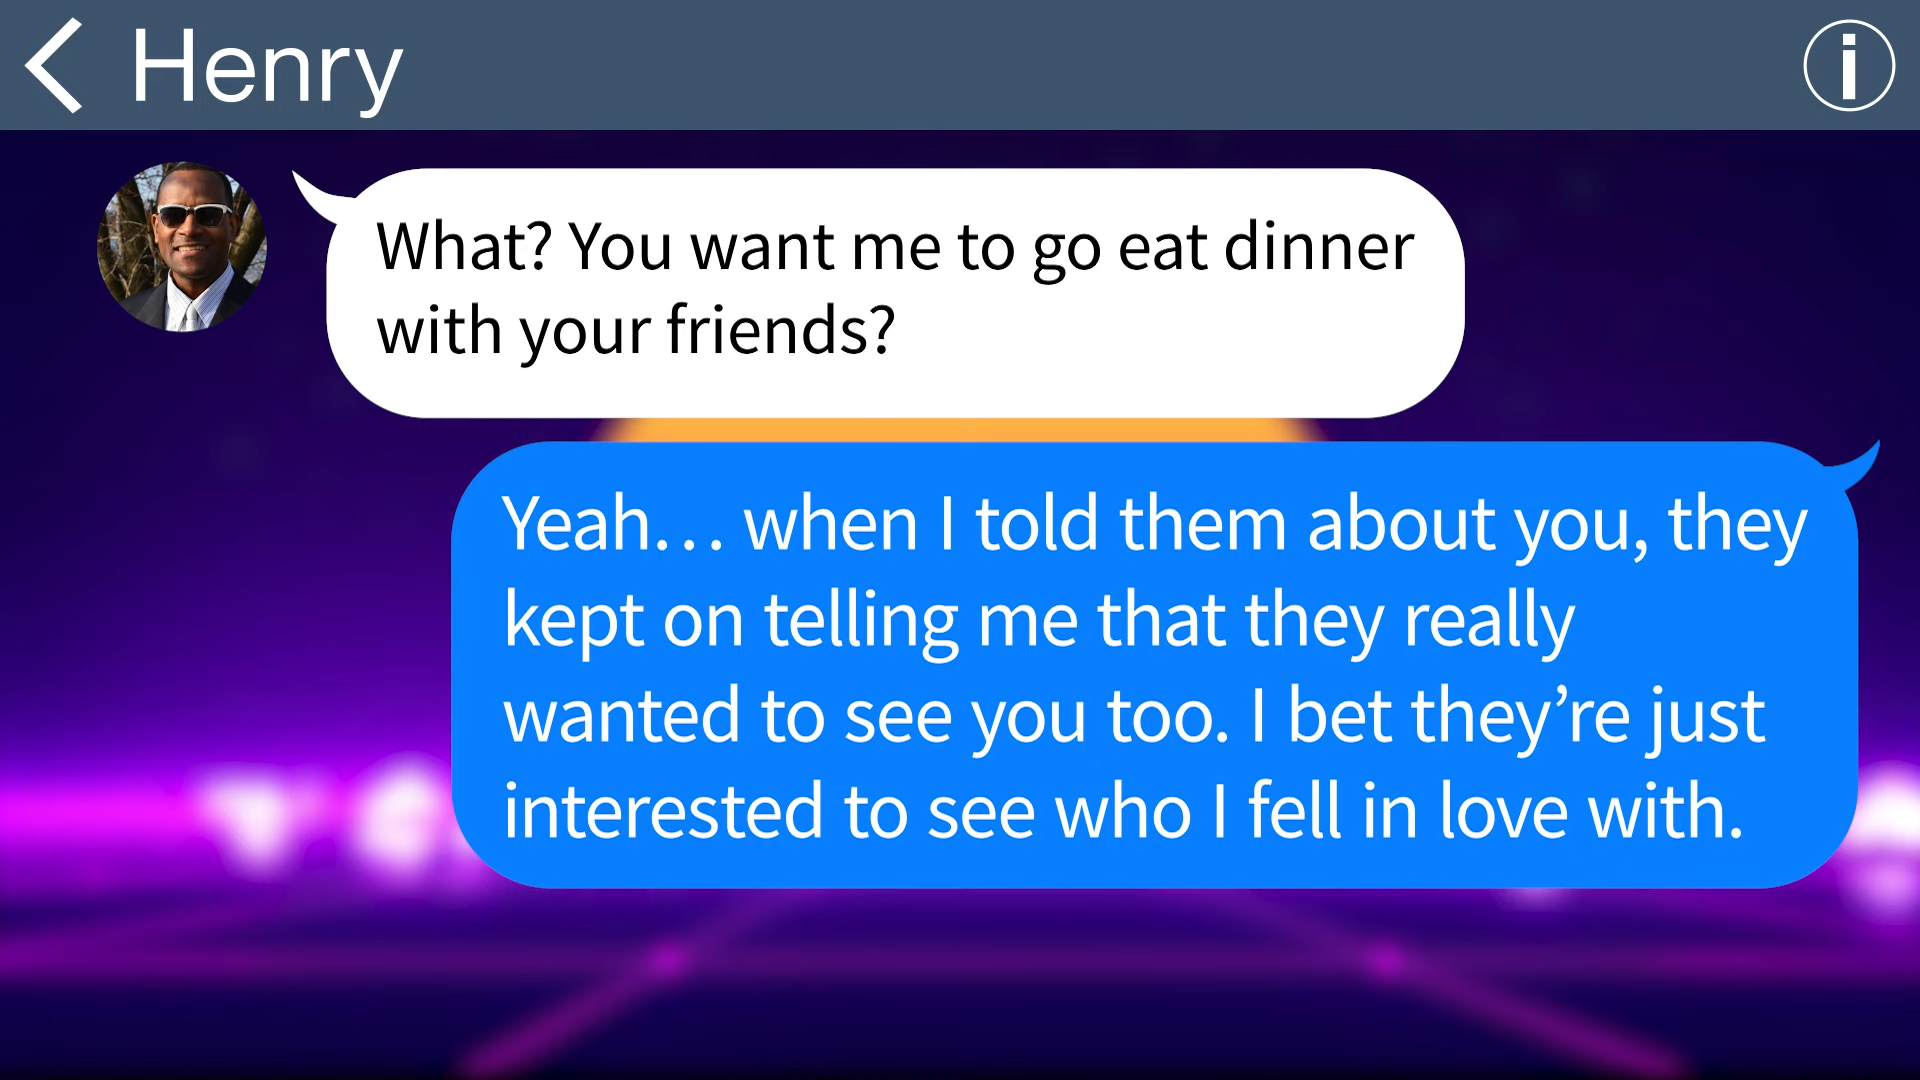 Henry
i
What? You want me to go eat dinner
with your friends?
Yeah… when I told them about you, they
kept on telling me that they really
wanted to see you too. I bet they’re just
interested to see who I fell in love with.